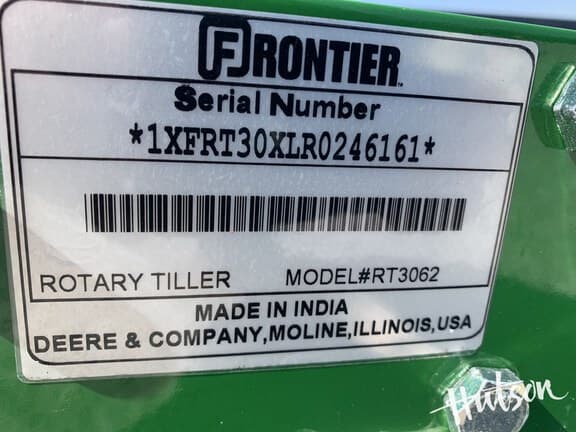 FRONTIER
Serial Number
*1XFRT30XLR0246161*
ROTARY TILLER MODEL#RT3062
MADE IN INDIA
DEERE & COMPANY,MOLINE,ILLINOIS,USA
Hutson